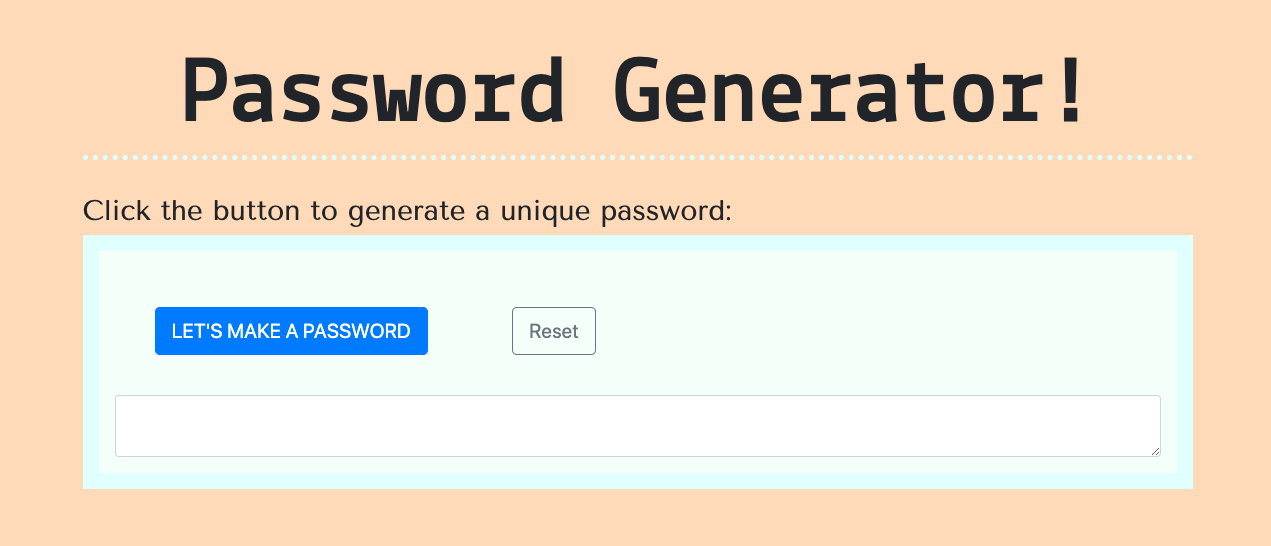 Password Generator!
Click the button to generate a unique password:
LET'S MAKE A PASSWORD Reset